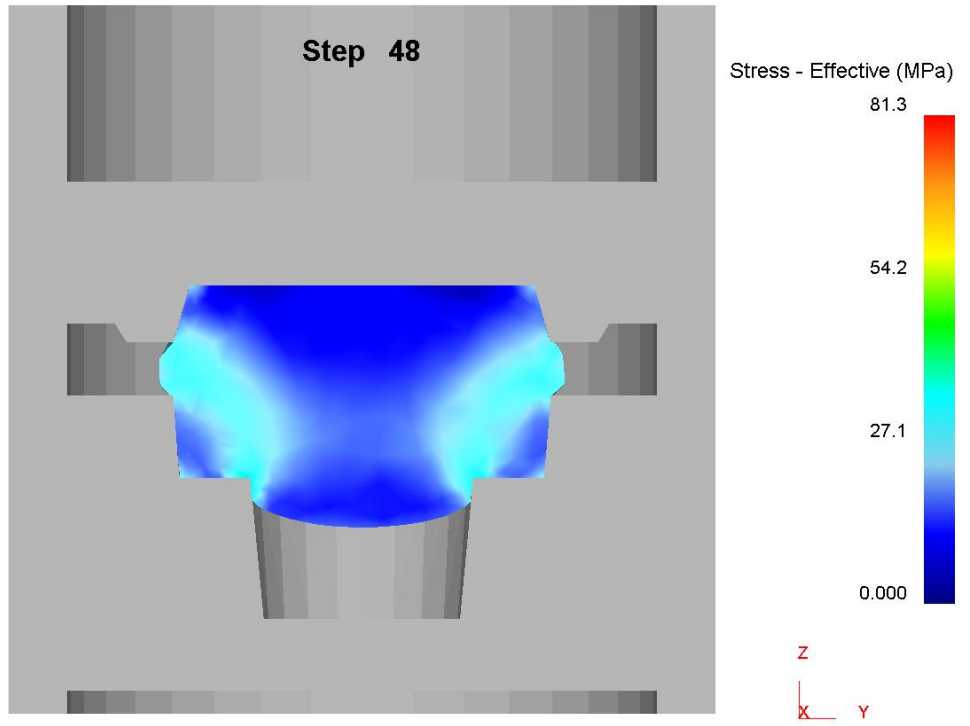 Step 48
Stress - Effective (MPa)
81.3
54.2
27.1
0.000
Z
X Y